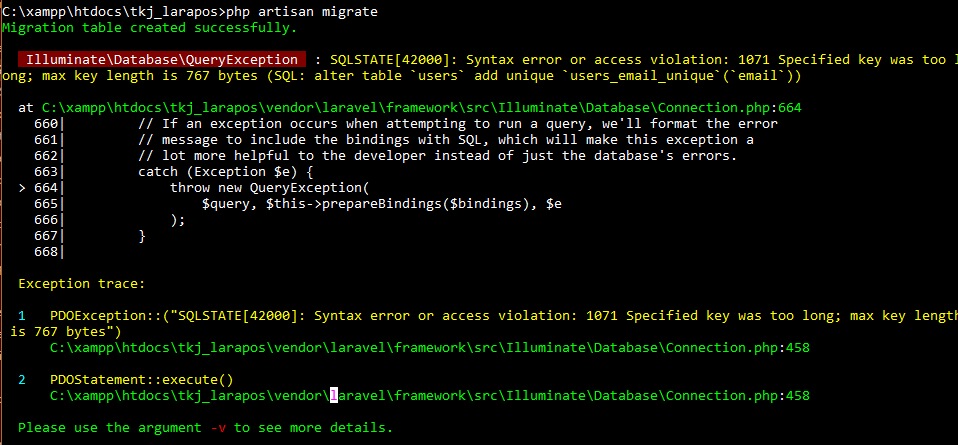 C:\xampp\htdocs\tkj_larapos>php artisan migrate
Migration table created successfully.
Illuminate\Database\QueryException : SQLSTATE[42000]: Syntax error or access violation: 1071 Specified key was too l
ong; max key length is 767 bytes (SQL: alter table `users` add unique `users_email_unique`(`email`))
at C:\xampp\htdocs\tkj_larapos\vendor\laravel\framework\src\Illuminate\Database\Connection.php:664
660| // If an exception occurs when attempting to run a query, we'll format the error
661| // message to include the bindings with SQL, which will make this exception a
662| // lot more helpful to the developer instead of just the database's errors.
663| catch (Exception $e) {
> 664| throw new QueryException(
665| $query, $this->prepareBindings($bindings), $e
666| );
667| }
668|
Exception trace:
1 PDOException::("SQLSTATE[42000]: Syntax error or access violation: 1071 Specified key was too long; max key length
is 767 bytes")
C:\xampp\htdocs\tkj_larapos\vendor\laravel\framework\src\Illuminate\Database\Connection.php:458
2 PDOStatement::execute()
C:\xampp\htdocs\tkj_larapos\vendor\laravel\framework\src\Illuminate\Database\Connection.php:458
Please use the argument -v to see more details.